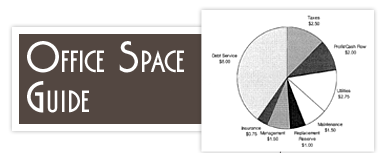 Office Space
Guide
Taxes
$2.50
Profit/Cash Flow
$2.00
Debt Service
$8.00
Utilities
$2.75
Maintenance
$1.50
Replacement
Reserve
$1.00
Management
$1.50
Insurance
$0.75